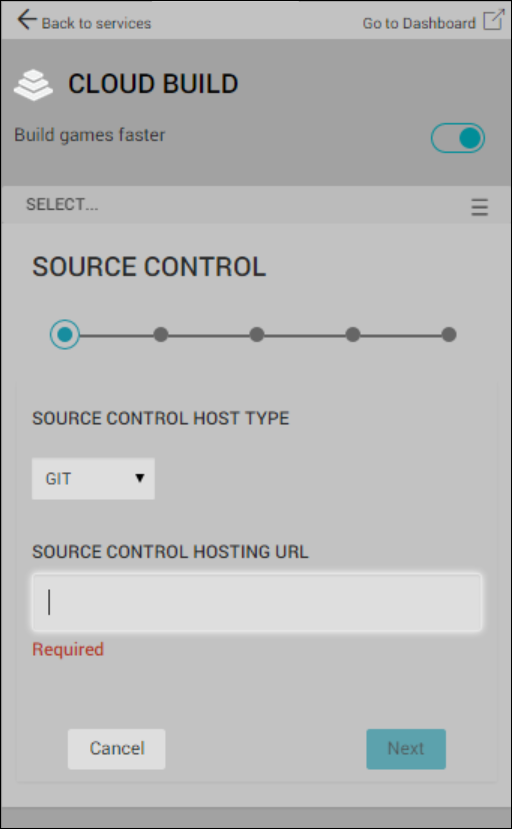 Back to services
Go to Dashboard
CLOUD BUILD
Build games faster
SELECT...
SOURCE CONTROL
SOURCE CONTROL HOST TYPE
GIT
SOURCE CONTROL HOSTING URL
Required
Cancel
Next